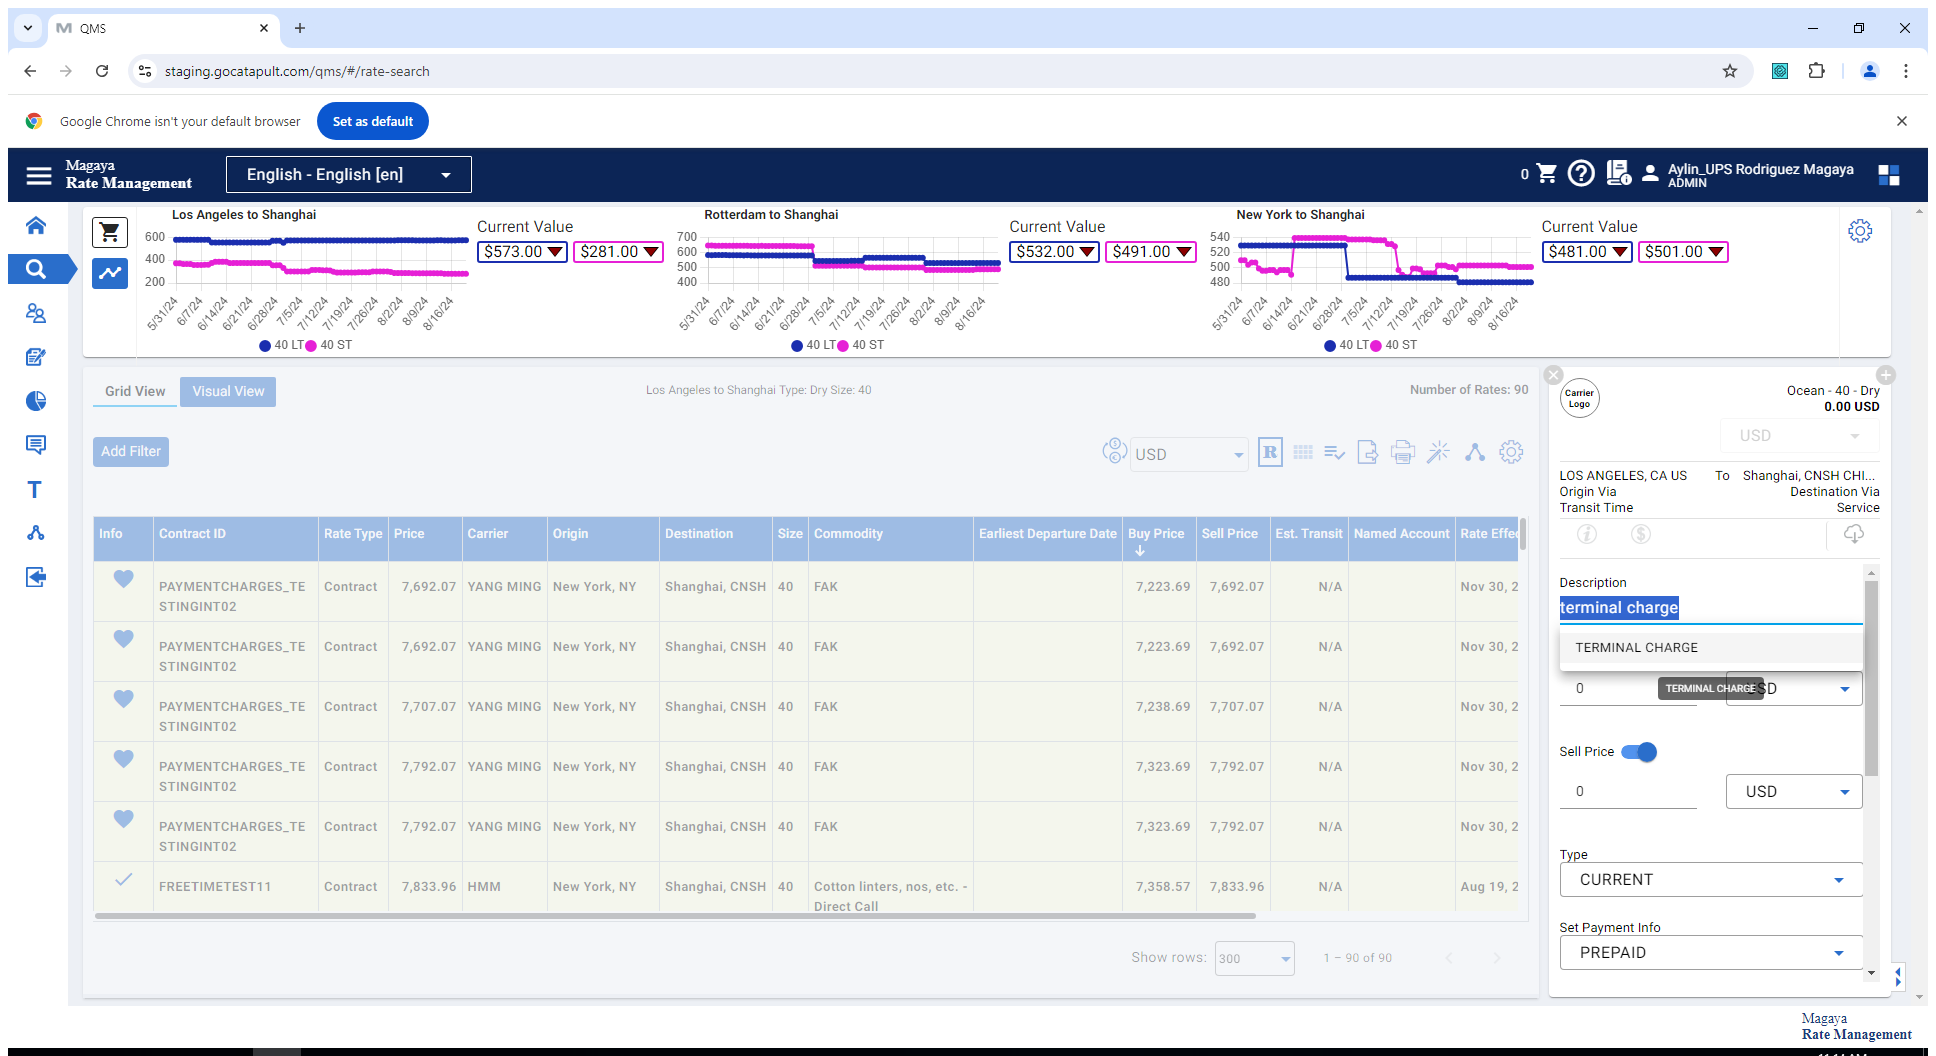 QMS
staging.gocatapult.com/qms/#/rate-search
Google Chrome isn't your default browser
Set as default
Magaya
Rate Management
English - English [en]
0
Aylin_UPS Rodriguez Magaya
ADMIN
Los Angeles to Shanghai
600
400
200
5/31/24 6/7/24 6/14/24 6/21/24 6/28/24 7/5/24 7/12/24 7/19/24 7/26/24 8/2/24 8/9/24 8/16/24
40 LT 40 ST
Current Value
$573.00 $281.00
Rotterdam to Shanghai
700
600
500
400
5/31/24 6/7/24 6/14/24 6/21/24 6/28/24 7/5/24 7/12/24 7/19/24 7/26/24 8/2/24 8/9/24 8/16/24
40 LT 40 ST
Current Value
$532.00 $491.00
New York to Shanghai
540
520
500
480
5/31/24 6/7/24 6/14/24 6/21/24 6/28/24 7/5/24 7/12/24 7/19/24 7/26/24 8/2/24 8/9/24 8/16/24
40 LT 40 ST
Current Value
$481.00 $501.00
Grid View Visual View
Los Angeles to Shanghai Type: Dry Size: 40
Number of Rates: 90
Add Filter
USD
R
Info Contract ID Rate Type Price Carrier Origin Destination Size Commodity Earliest Departure Date Buy Price Sell Price Est. Transit Named Account Rate Effec
PAYMENTCHARGES_TE Contract 7,692.07 YANG MING New York, NY Shanghai, CNSH 40 FAK 7,223.69 7,692.07 N/A Nov 30, 2
STINGINT02
PAYMENTCHARGES_TE Contract 7,692.07 YANG MING New York, NY Shanghai, CNSH 40 FAK 7,223.69 7,692.07 N/A Nov 30, 2
STINGINT02
PAYMENTCHARGES_TE Contract 7,707.07 YANG MING New York, NY Shanghai, CNSH 40 FAK 7,238.69 7,707.07 N/A Nov 30, 2
STINGINT02
PAYMENTCHARGES_TE Contract 7,792.07 YANG MING New York, NY Shanghai, CNSH 40 FAK 7,323.69 7,792.07 N/A Nov 30, 2
STINGINT02
PAYMENTCHARGES_TE Contract 7,792.07 YANG MING New York, NY Shanghai, CNSH 40 FAK 7,323.69 7,792.07 N/A Nov 30, 2
STINGINT02
FREETIMETEST11 Contract 7,833.96 HMM New York, NY Shanghai, CNSH 40 Cotton linters, nos, etc. - 7,358.57 7,833.96 N/A Aug 19, 2
Direct Call
Show rows: 300 1 – 90 of 90
Carrier
Logo
Ocean - 40 - Dry
0.00 USD
USD
LOS ANGELES, CA US To Shanghai, CNSH CHI...
Origin Via Destination Via
Transit Time Service
Description
terminal charge
TERMINAL CHARGE
TERMINAL CHARGE
0
Sell Price
0 USD
Type
CURRENT
Set Payment Info
PREPAID
Magaya
Rate Management